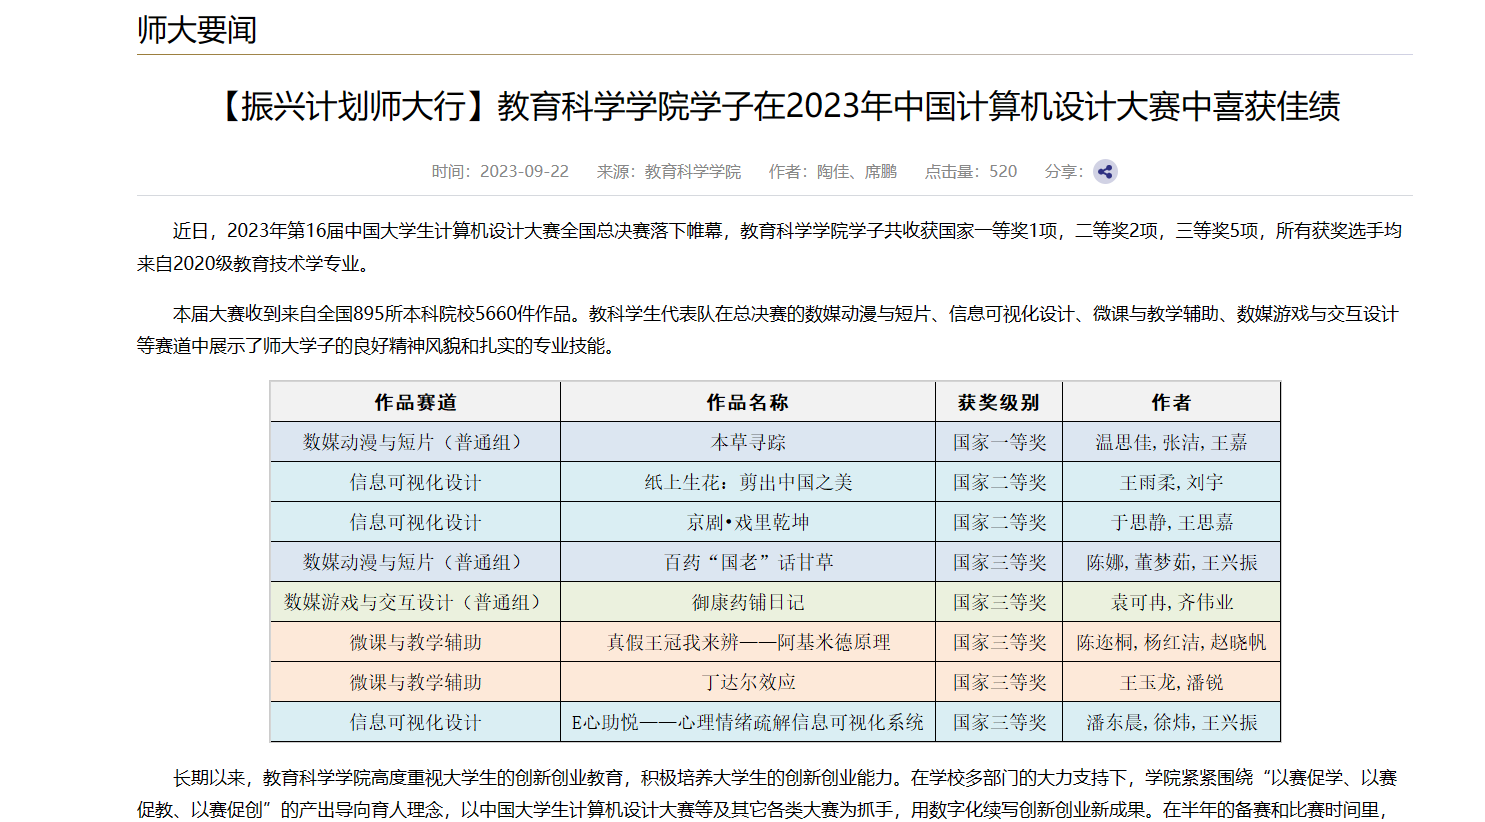 师大要闻
【振兴计划师大行】教育科学学院学子在2023年中国计算机设计大赛中喜获佳绩
时间：2023-09-22 来源：教育科学学院 作者：陶佳、席鹏 点击量：520 分享：
近日，2023年第16届中国大学生计算机设计大赛全国总决赛落下帷幕，教育科学学院学子共收获国家一等奖1项，二等奖2项，三等奖5项，所有获奖选手均
来自2020级教育技术学专业。
本届大赛收到来自全国895所本科院校5660件作品。教科学生代表队在总决赛的数媒动漫与短片、信息可视化设计、微课与教学辅助、数媒游戏与交互设计
等赛道中展示了师大学子的良好精神风貌和扎实的专业技能。
作品赛道 作品名称 获奖级别 作者
数媒动漫与短片（普通组） 本草寻踪 国家一等奖 温思佳,张洁,王嘉
信息可视化设计 纸上生花：剪出中国之美 国家二等奖 王雨柔,刘宇
信息可视化设计 京剧•戏里乾坤 国家二等奖 于思静,王思嘉
数媒动漫与短片（普通组） 百药“国老”话甘草 国家三等奖 陈娜,董梦茹,王兴振
数媒游戏与交互设计（普通组） 御康药铺日记 国家三等奖 袁可冉,齐伟业
微课与教学辅助 真假王冠我来辨——阿基米德原理 国家三等奖 陈迩桐,杨红洁,赵晓帆
微课与教学辅助 丁达尔效应 国家三等奖 王玉龙,潘锐
信息可视化设计 E心助悦——心理情绪疏解信息可视化系统 国家三等奖 潘东晨,徐炜,王兴振
长期以来，教育科学学院高度重视大学生的创新创业教育，积极培养大学生的创新创业能力。在学校多部门的大力支持下，学院紧紧围绕“以赛促学、以赛
促教、以赛促创”的产出导向育人理念，以中国大学生计算机设计大赛等及其它各类大赛为抓手，用数字化续写创新创业新成果。在半年的备赛和比赛时间里，